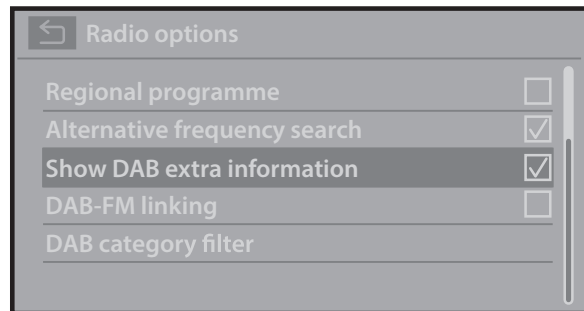 Radio options
Regional programme
Alternative frequency search
Show DAB extra information
DAB-FM linking
DAB category filter